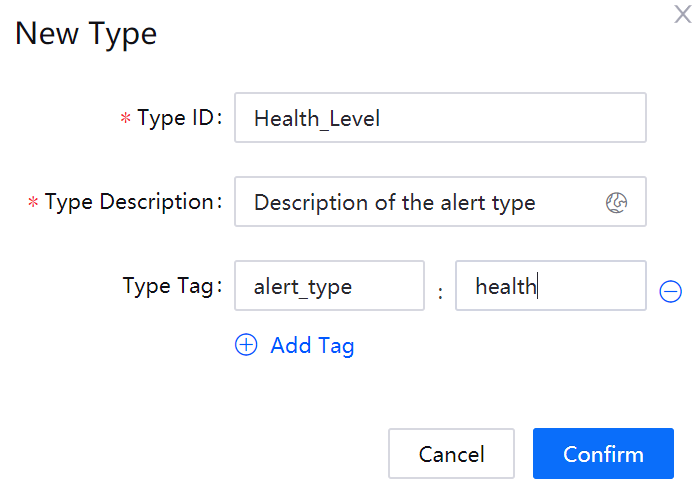 New Type
* Type ID: Health_Level
* Type Description: Description of the alert type
Type Tag: alert_type : health
Add Tag
Cancel Confirm